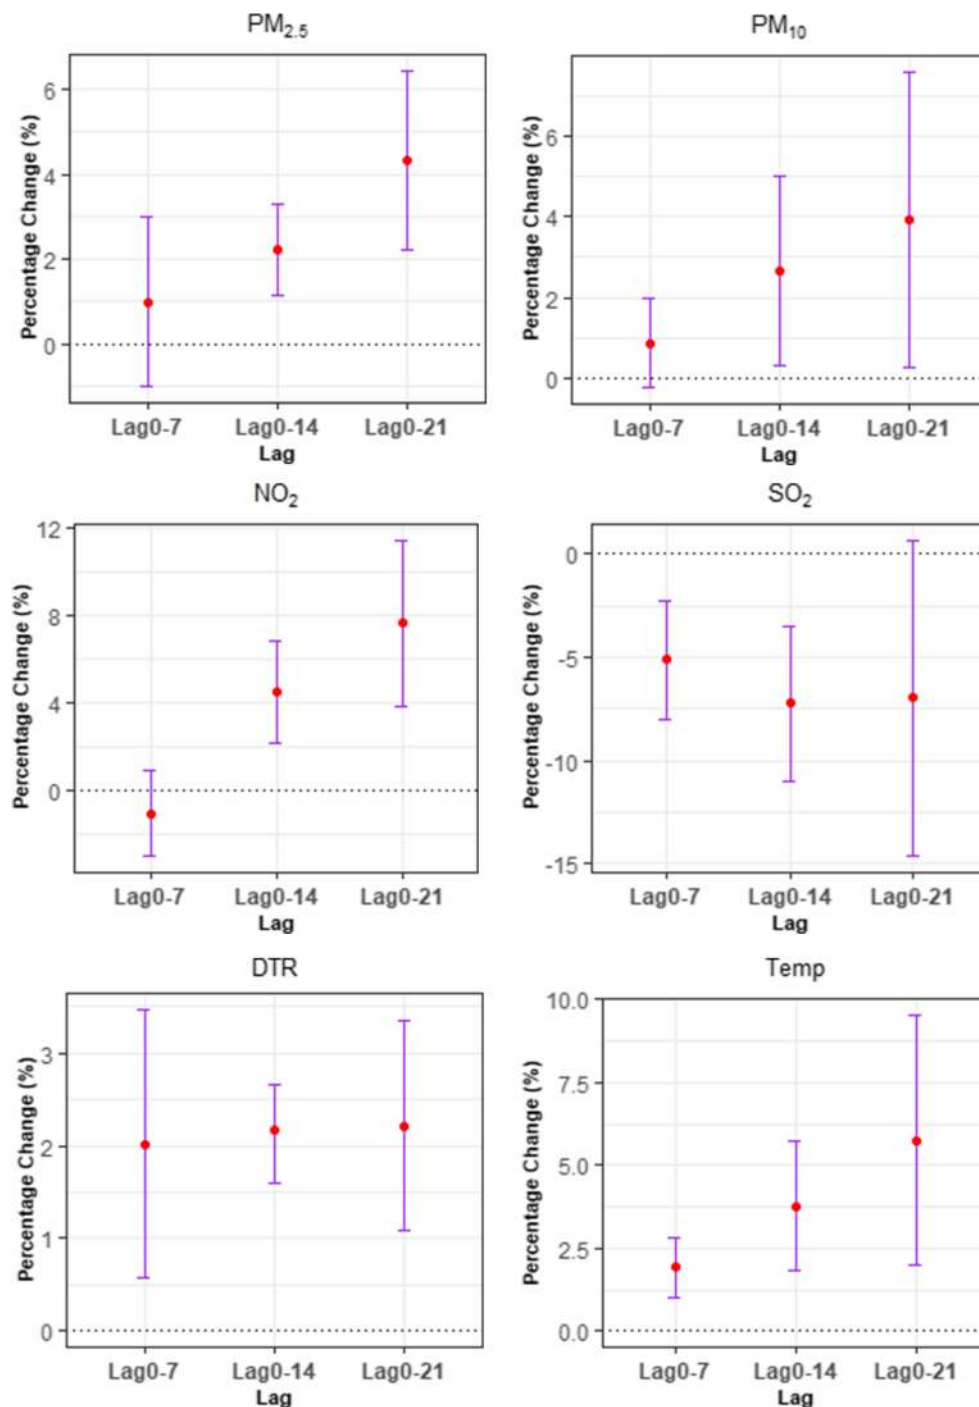 PM2.5
Percentage Change (%)
6
4
2
0
Lag0-7 Lag0-14 Lag0-21
Lag
PM10
Percentage Change (%)
6
4
2
0
Lag0-7 Lag0-14 Lag0-21
Lag
NO2
Percentage Change (%)
12
8
4
0
Lag0-7 Lag0-14 Lag0-21
Lag
SO2
Percentage Change (%)
0
-5
-10
-15
Lag0-7 Lag0-14 Lag0-21
Lag
DTR
Percentage Change (%)
3
2
1
0
Lag0-7 Lag0-14 Lag0-21
Lag
Temp
Percentage Change (%)
10.0
7.5
5.0
2.5
0.0
Lag0-7 Lag0-14 Lag0-21
Lag